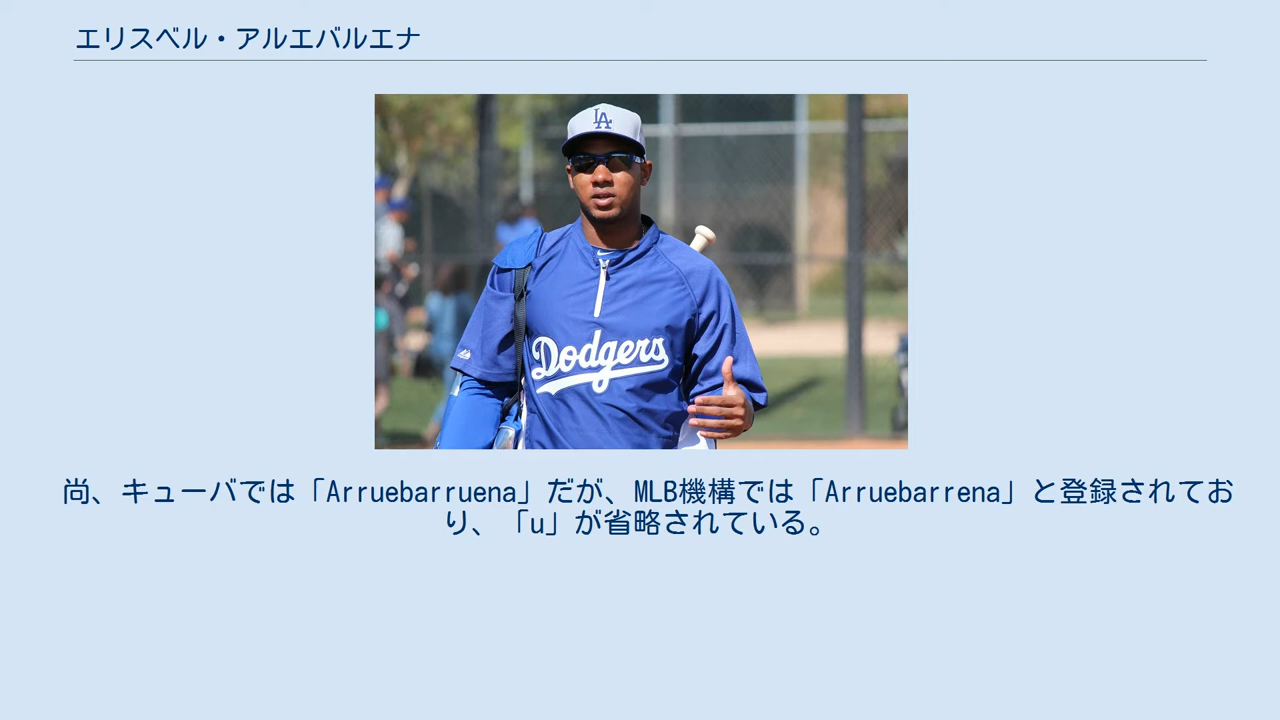 エリスベル・アルエバルエナ
LA
Dodgers
尚、キューバでは「Arruebarruena」だが、MLB機構では「Arruebarrena」と登録されてお
り、「u」が省略されている。